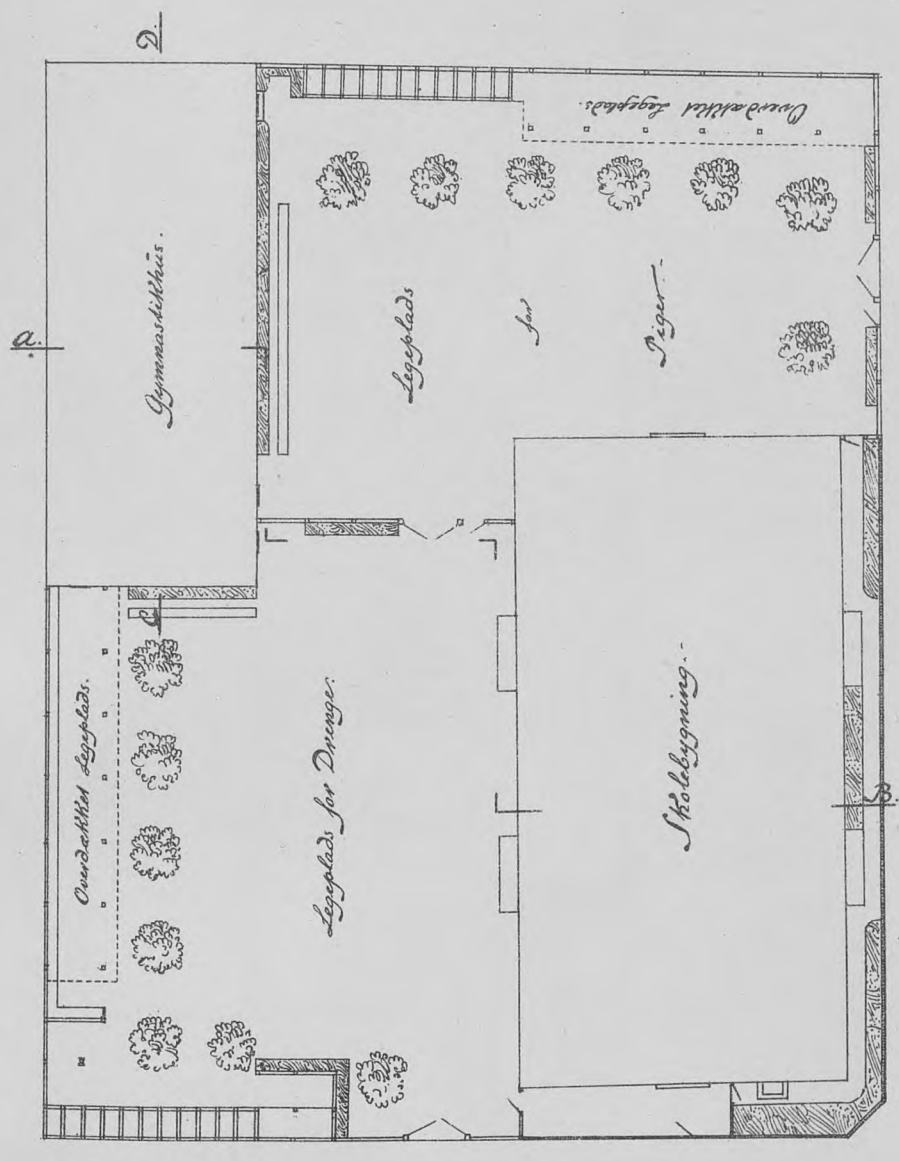 D.
Overdækket Legeplads.
Gymnastikhus.
a.
Legeplads
for
Piger.
C
Overdækket Legeplads.
Legeplads for Drenge.
Skolebygning.
B.